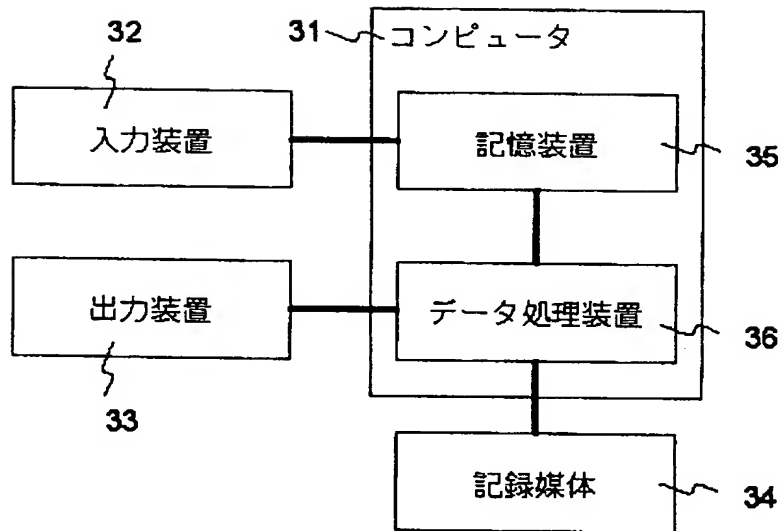 32
31 コンピュータ
入力装置
記憶装置
35
出力装置
データ処理装置
36
33
記録媒体
34